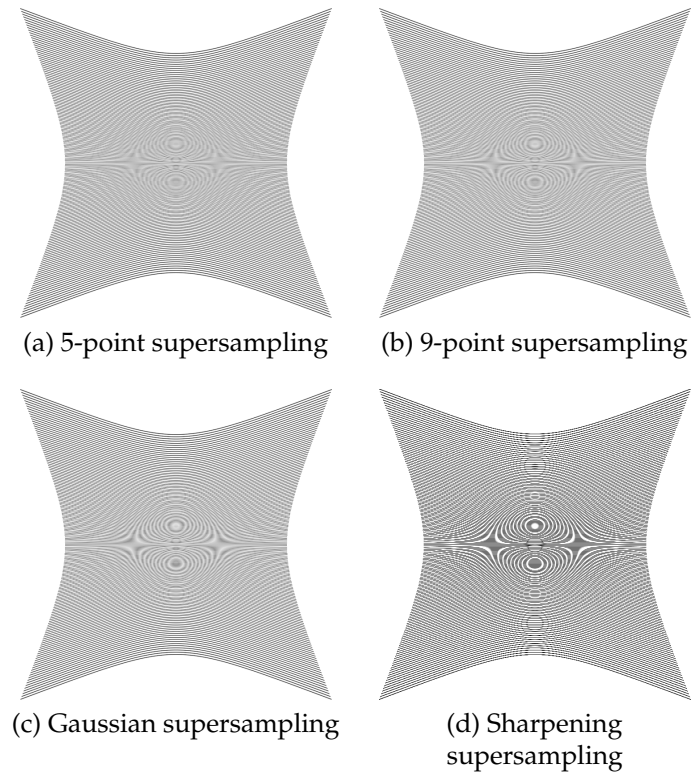 (a) 5-point supersampling
(b) 9-point supersampling
(c) Gaussian supersampling
(d) Sharpening
supersampling